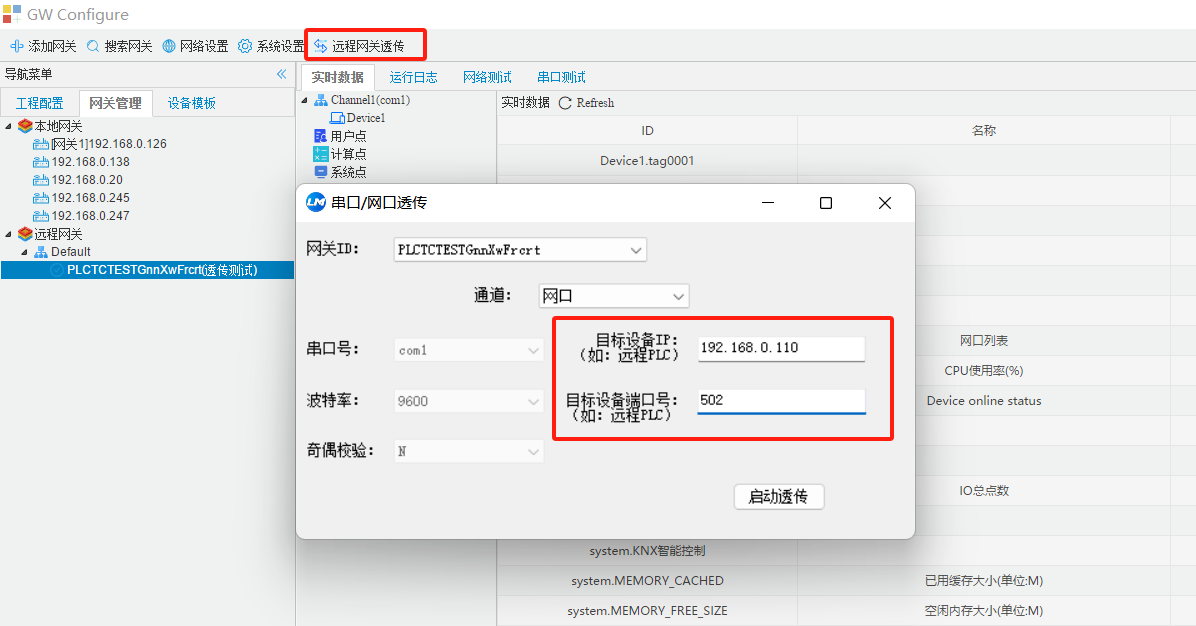 GW Configure
添加网关 搜索网关 网络设置 系统设置 远程网关透传
导航菜单
工程配置 网关管理 设备模板
本地网关
[网关1]192.168.0.126
192.168.0.138
192.168.0.20
192.168.0.245
192.168.0.247
远程网关
Default
PLCTCTESTGnnXwFrcrt(透传测试)
实时数据 运行日志 网络测试 串口测试
Channel1(com1)
Device1
用户点
计算点
系统点
实时数据 Refresh
ID 名称
Device1.tag0001
串口/网口透传
网关ID: PLCTCTESTGnnXwFrcrt
通道: 网口
串口号: com1
波特率: 9600
奇偶校验: N
目标设备IP: 192.168.0.110
(如: 远程PLC)
目标设备端口号: 502
(如: 远程PLC)
启动透传
网口列表
CPU使用率(%)
Device online status
IO总点数
system.KNX智能控制
system.MEMORY_CACHED 已用缓存大小(单位:M)
system.MEMORY_FREE_SIZE 空闲内存大小(单位:M)